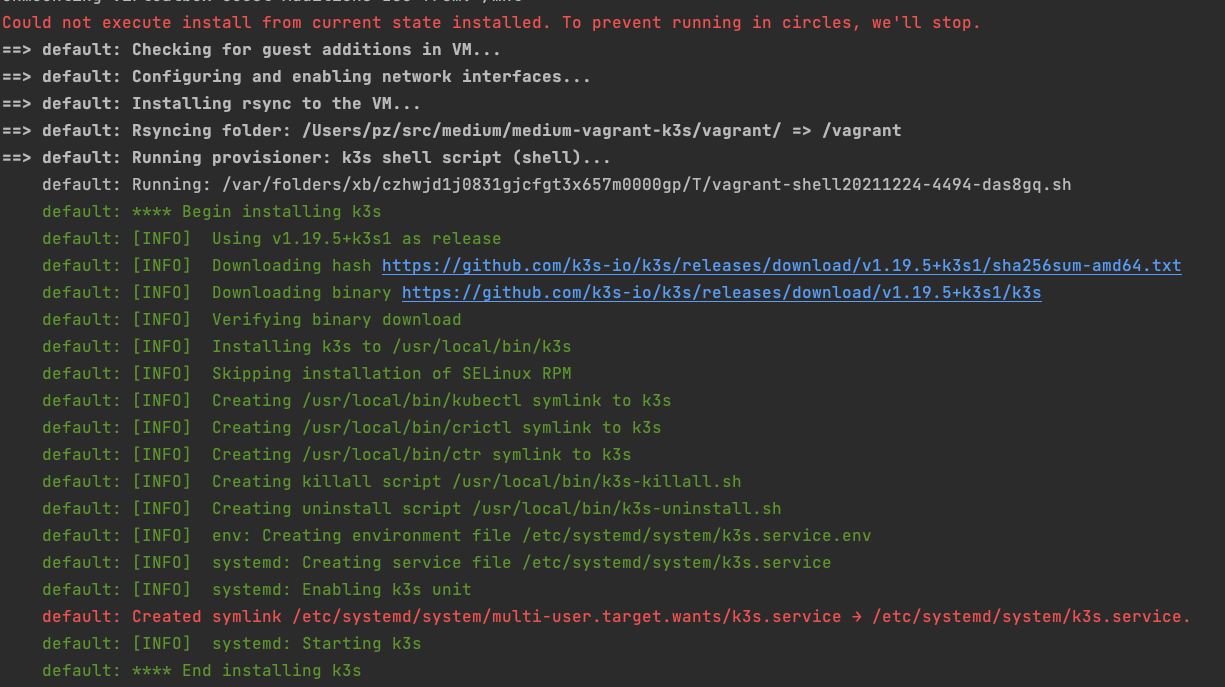 Could not execute install from current state installed. To prevent running in circles, we'll stop.
==> default: Checking for guest additions in VM...
==> default: Configuring and enabling network interfaces...
==> default: Installing rsync to the VM...
==> default: Rsyncing folder: /Users/pz/src/medium/medium-vagrant-k3s/vagrant/ => /vagrant
==> default: Running provisioner: k3s shell script (shell)...
default: Running: /var/folders/xb/czhwjd1j0831gjcfgt3x657m0000gp/T/vagrant-shell20211224-4494-das8gq.sh
default: **** Begin installing k3s
default: [INFO]  Using v1.19.5+k3s1 as release
default: [INFO]  Downloading hash https://github.com/k3s-io/k3s/releases/download/v1.19.5+k3s1/sha256sum-amd64.txt
default: [INFO]  Downloading binary https://github.com/k3s-io/k3s/releases/download/v1.19.5+k3s1/k3s
default: [INFO]  Verifying binary download
default: [INFO]  Installing k3s to /usr/local/bin/k3s
default: [INFO]  Skipping installation of SELinux RPM
default: [INFO]  Creating /usr/local/bin/kubectl symlink to k3s
default: [INFO]  Creating /usr/local/bin/crictl symlink to k3s
default: [INFO]  Creating /usr/local/bin/ctr symlink to k3s
default: [INFO]  Creating killall script /usr/local/bin/k3s-killall.sh
default: [INFO]  Creating uninstall script /usr/local/bin/k3s-uninstall.sh
default: [INFO]  env: Creating environment file /etc/systemd/system/k3s.service.env
default: [INFO]  systemd: Creating service file /etc/systemd/system/k3s.service
default: [INFO]  systemd: Enabling k3s unit
default: Created symlink /etc/systemd/system/multi-user.target.wants/k3s.service → /etc/systemd/system/k3s.service.
default: [INFO]  systemd: Starting k3s
default: **** End installing k3s